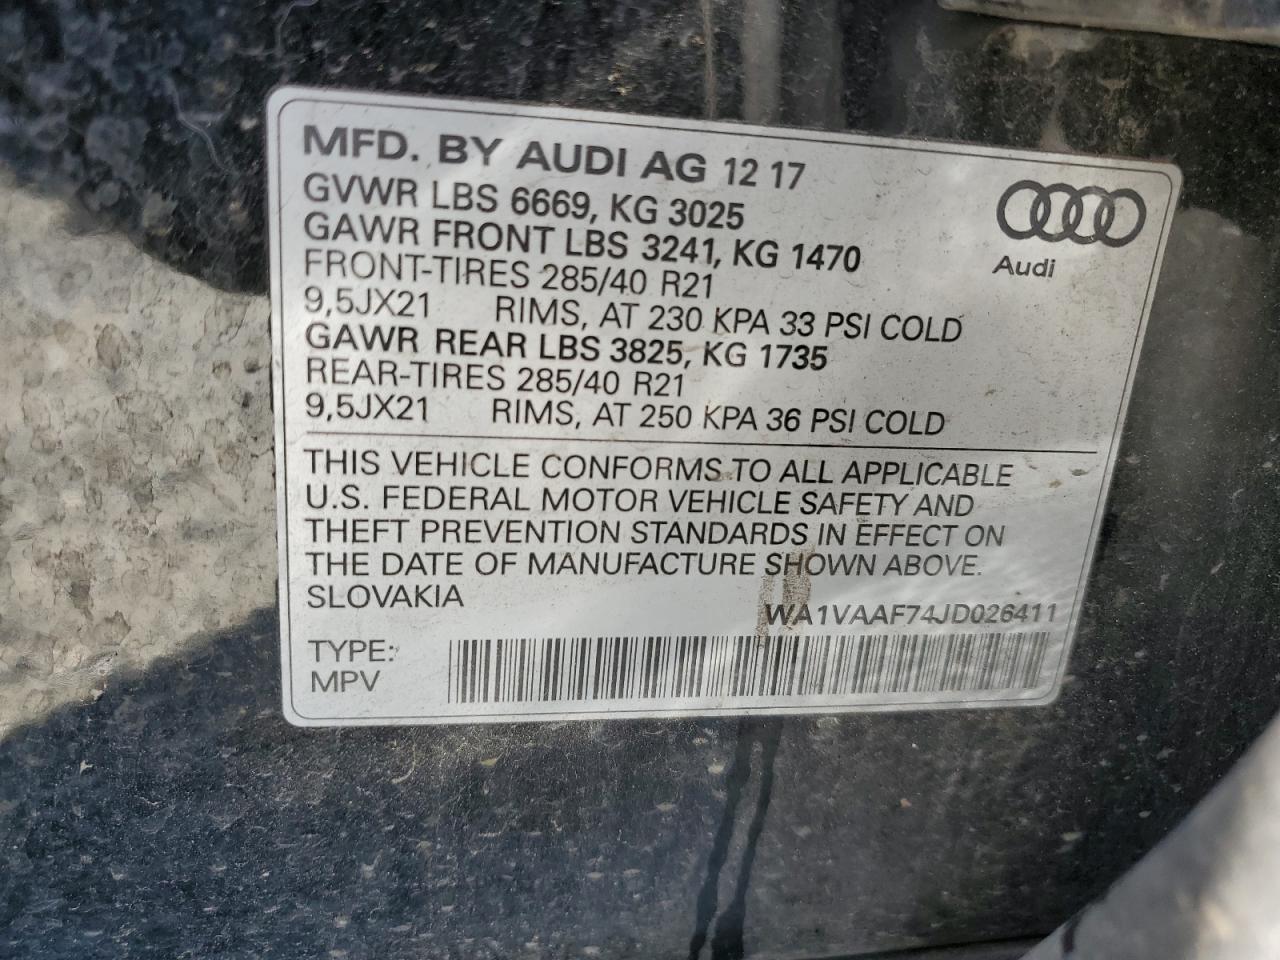 MFD. BY AUDI AG 12 17
GVWR LBS 6669, KG 3025
GAWR FRONT LBS 3241, KG 1470
FRONT-TIRES 285/40 R21
9,5JX21 RIMS, AT 230 KPA 33 PSI COLD
GAWR REAR LBS 3825, KG 1735
REAR-TIRES 285/40 R21
9,5JX21 RIMS, AT 250 KPA 36 PSI COLD
Audi
THIS VEHICLE CONFORMS TO ALL APPLICABLE
U.S. FEDERAL MOTOR VEHICLE SAFETY AND
THEFT PREVENTION STANDARDS IN EFFECT ON
THE DATE OF MANUFACTURE SHOWN ABOVE.
SLOVAKIA
WA1VAAF74JD026411
TYPE:
MPV